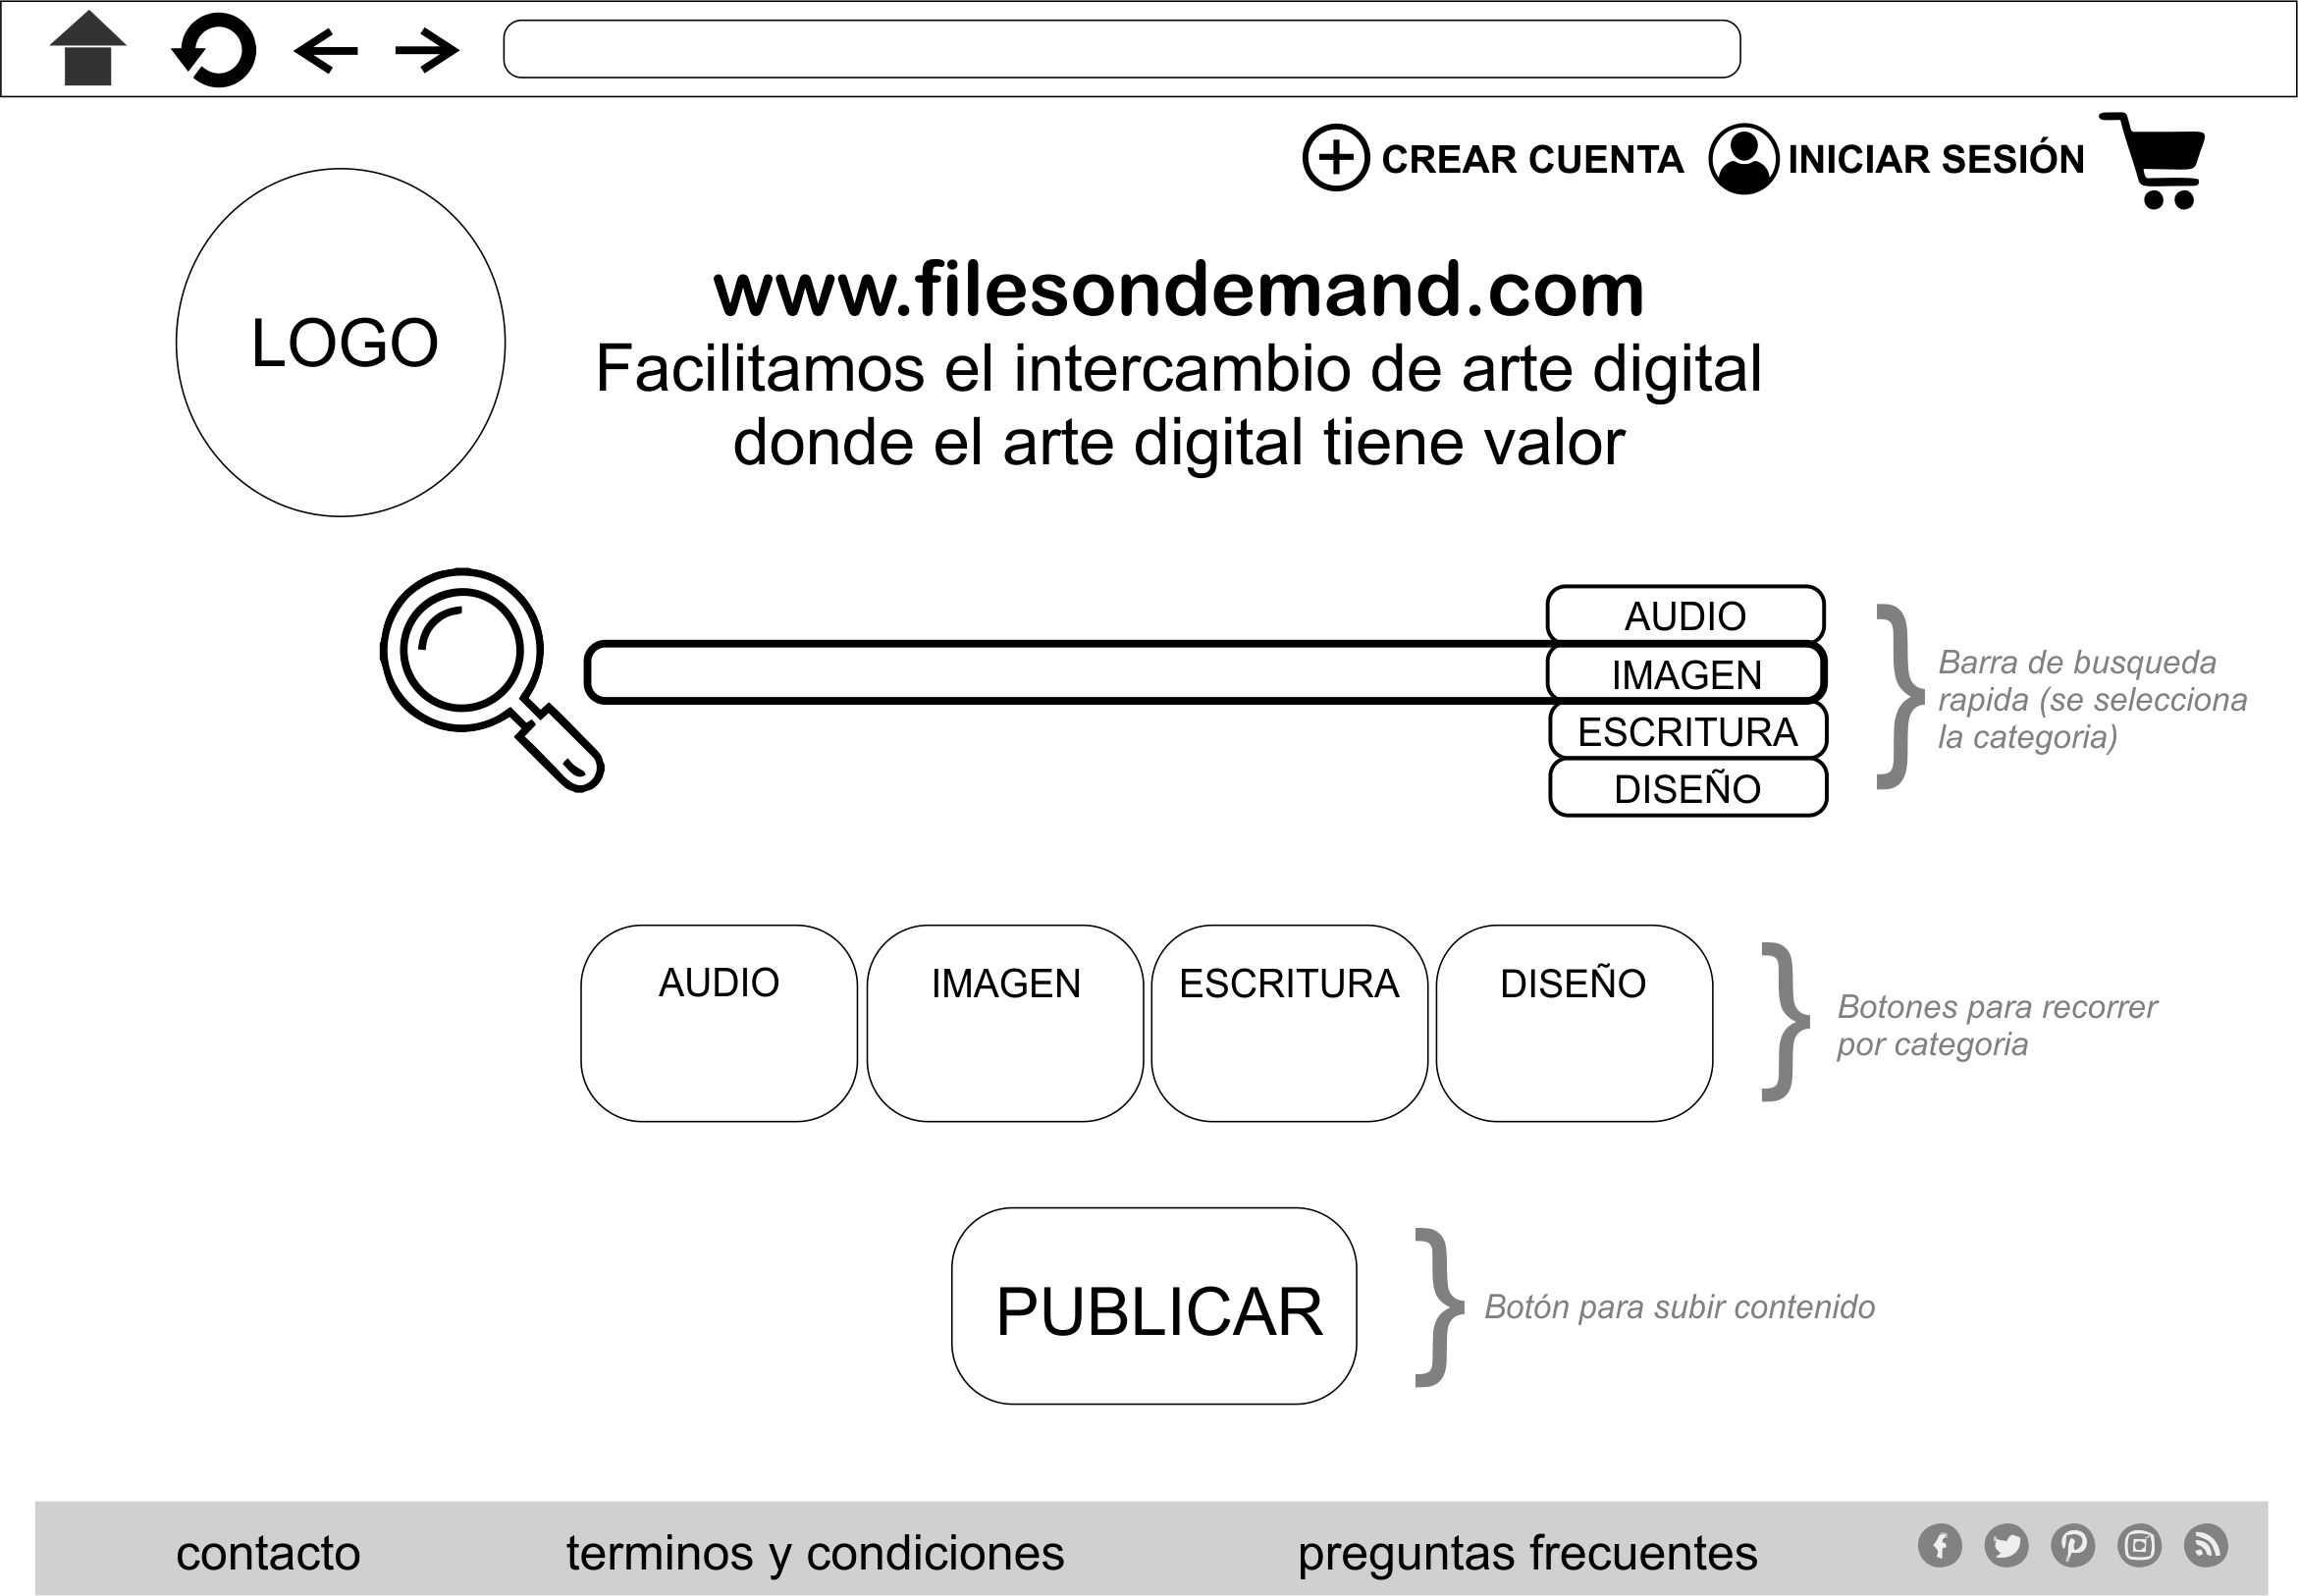 CREAR CUENTA
INICIAR SESIÓN
LOGO
www.filesondemand.com
Facilitamos el intercambio de arte digital
donde el arte digital tiene valor
AUDIO
IMAGEN
ESCRITURA
DISEÑO
Barra de busqueda
rapida (se selecciona
la categoria)
AUDIO
IMAGEN
ESCRITURA
DISEÑO
Botones para recorrer
por categoria
PUBLICAR
Botón para subir contenido
contacto
terminos y condiciones
preguntas frecuentes